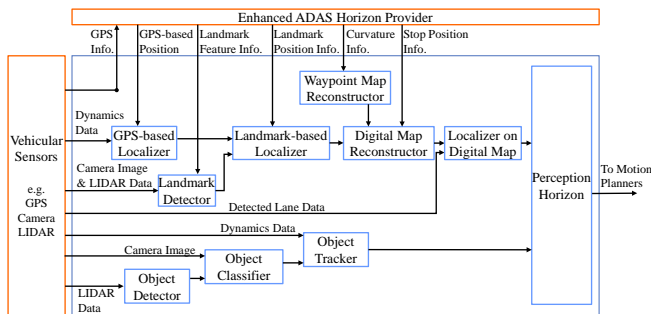 Enhanced ADAS Horizon Provider
GPS
Info.
GPS-based
Position
Landmark
Feature Info.
Landmark
Position Info.
Curvature
Info.
Stop Position
Info.
Waypoint Map
Reconstructor
Vehicular
Sensors
e.g.
GPS
Camera
LIDAR
Dynamics
Data
GPS-based
Localizer
Landmark-based
Localizer
Digital Map
Reconstructor
Localizer on
Digital Map
Camera Image
& LIDAR Data
Landmark
Detector
Detected Lane Data
Perception
Horizon
To Motion
Planners
Dynamics Data
Object
Tracker
Camera Image
Object
Classifier
Object
Detector
LIDAR
Data